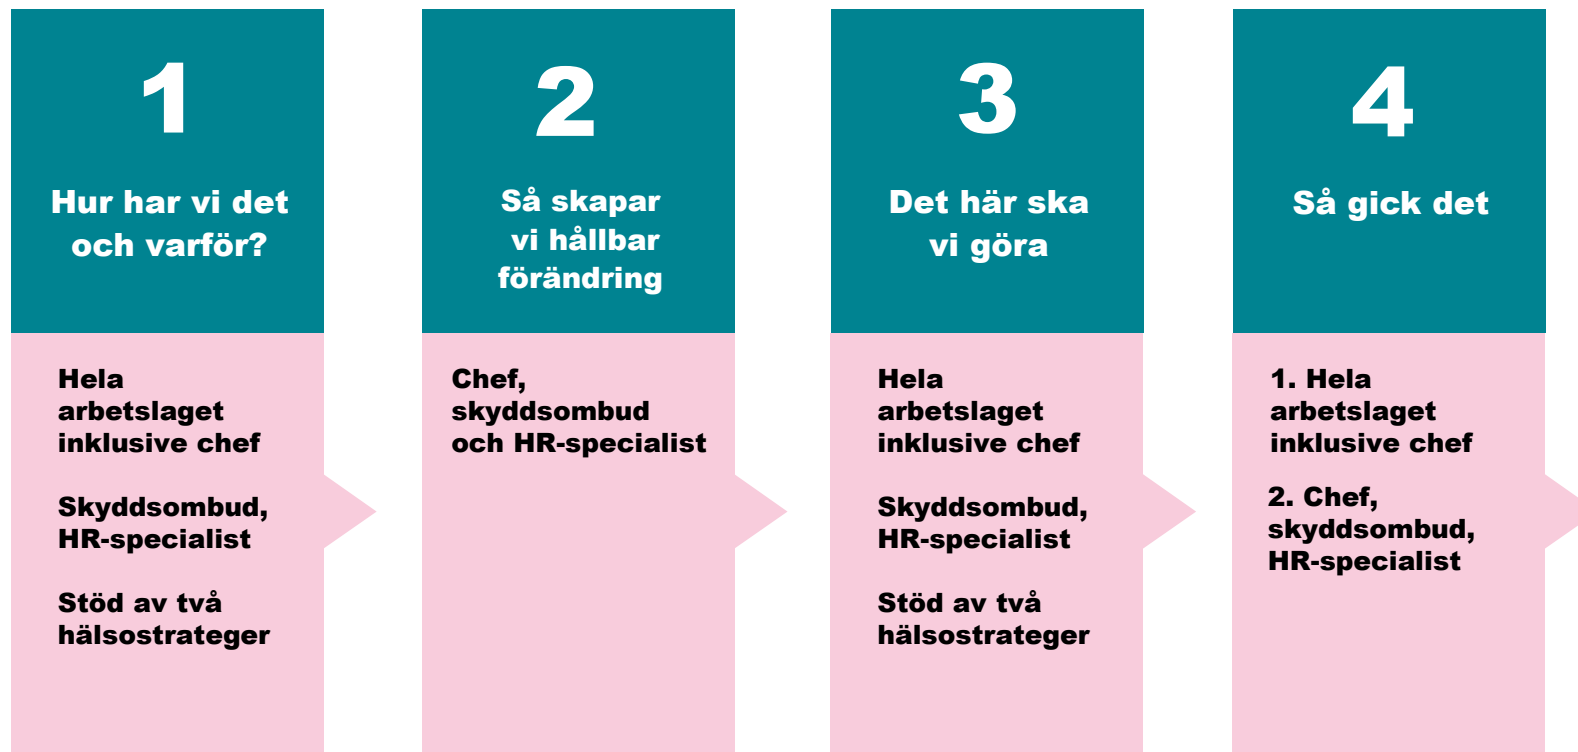 1
Hur har vi det
och varför?
Hela
arbetslaget
inklusive chef
Skyddsombud,
HR-specialist
Stöd av två
hälsostrateger
2
Så skapar
vi hållbar
förändring
Chef,
skyddsombud
och HR-specialist
3
Det här ska
vi göra
Hela
arbetslaget
inklusive chef
Skyddsombud,
HR-specialist
Stöd av två
hälsostrateger
4
Så gick det
1. Hela
arbetslaget
inklusive chef
2. Chef,
skyddsombud,
HR-specialist